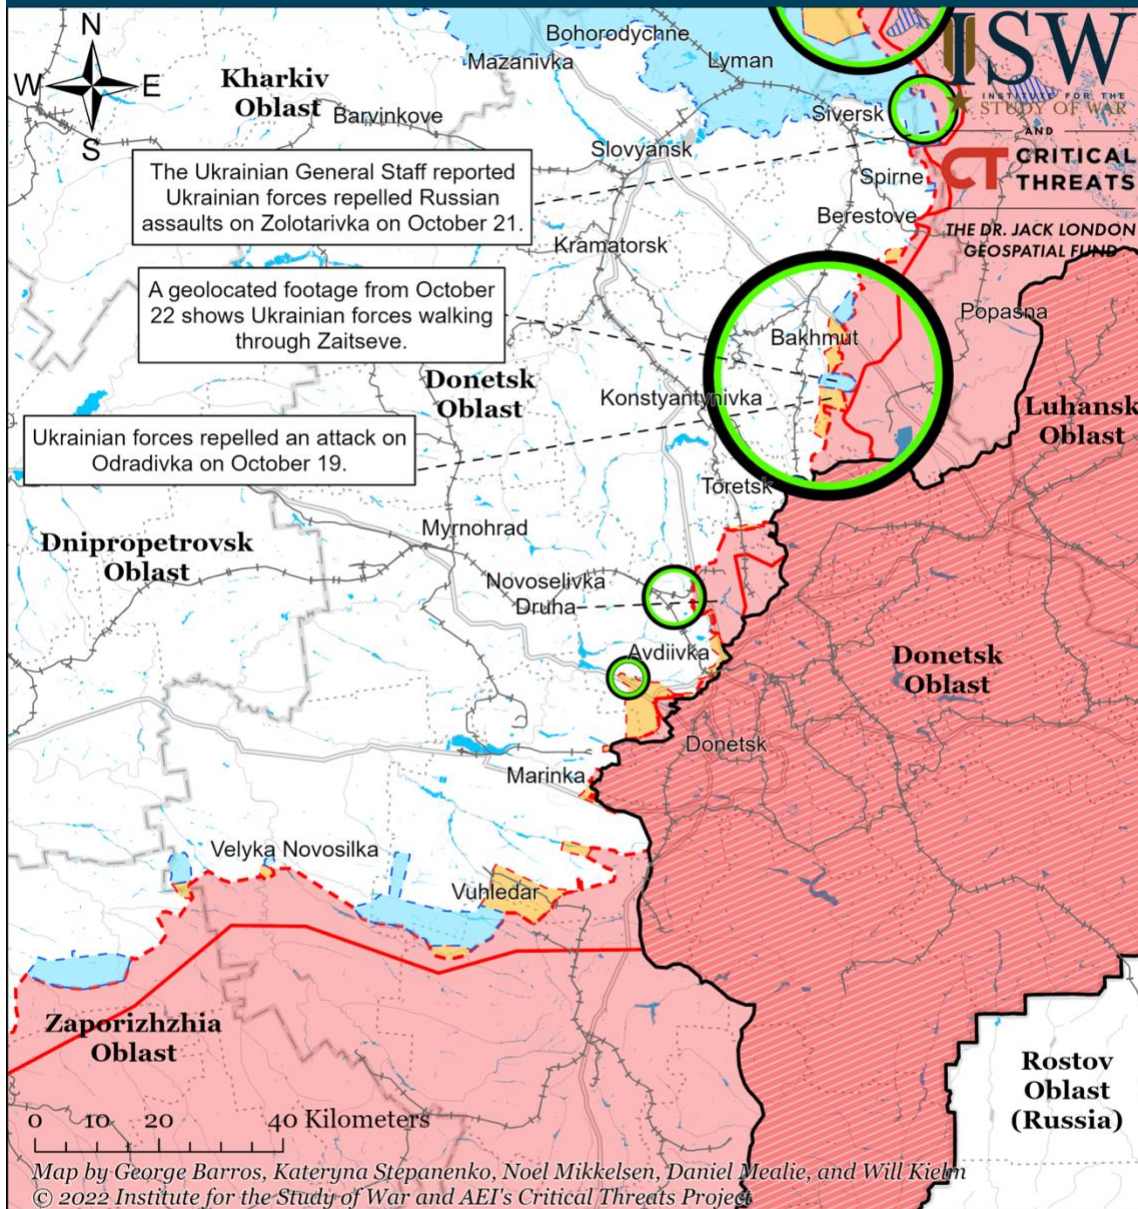 N
W
E
S
Kharkiv
Oblast
Bohorodychne
Mazanivka
Lyman
Barvinkove
Siversk
ISW
INSTITUTE FOR THE
STUDY OF WAR
AND
CT CRITICAL
THREATS
THE DR. JACK LONDON
GEOSPATIAL FUND
Slovyansk
Spirne
Berestove
The Ukrainian General Staff reported
Ukrainian forces repelled Russian
assaults on Zolotarivka on October 21.
Kramatorsk
A geolocated footage from October
22 shows Ukrainian forces walking
through Zaitseve.
Popasna
Bakhmut
Donetsk
Oblast
Konstyantynivka
Luhansk
Oblast
Ukrainian forces repelled an attack on
Odradivka on October 19.
Toretsk
Myrnohrad
Dnipropetrovsk
Oblast
Novoselivka
Druha
Avdiivka
Donetsk
Oblast
Donetsk
Marinka
Velyka Novosilka
Vuhledar
Zaporizhzhia
Oblast
Rostov
Oblast
(Russia)
0 10 20 40 Kilometers
Map by George Barros, Kateryna Stepanenko, Noel Mikkelsen, Daniel Mealie, and Will Kielm
© 2022 Institute for the Study of War and AEI's Critical Threats Project